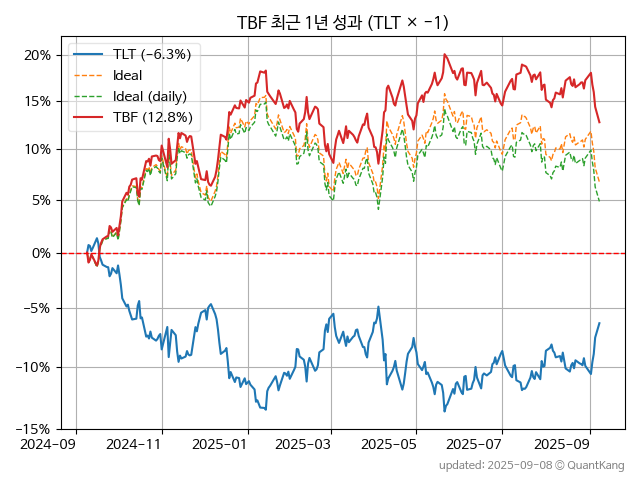 TBF 최근 1년 성과 (TLT × −1)
TLT (−6.3%)
Ideal
Ideal (daily)
TBF (12.8%)
20%
15%
10%
5%
0%
−5%
−10%
−15%
2024-09
2024-11
2025-01
2025-03
2025-05
2025-07
2025-09
updated: 2025-09-08 © QuantKang